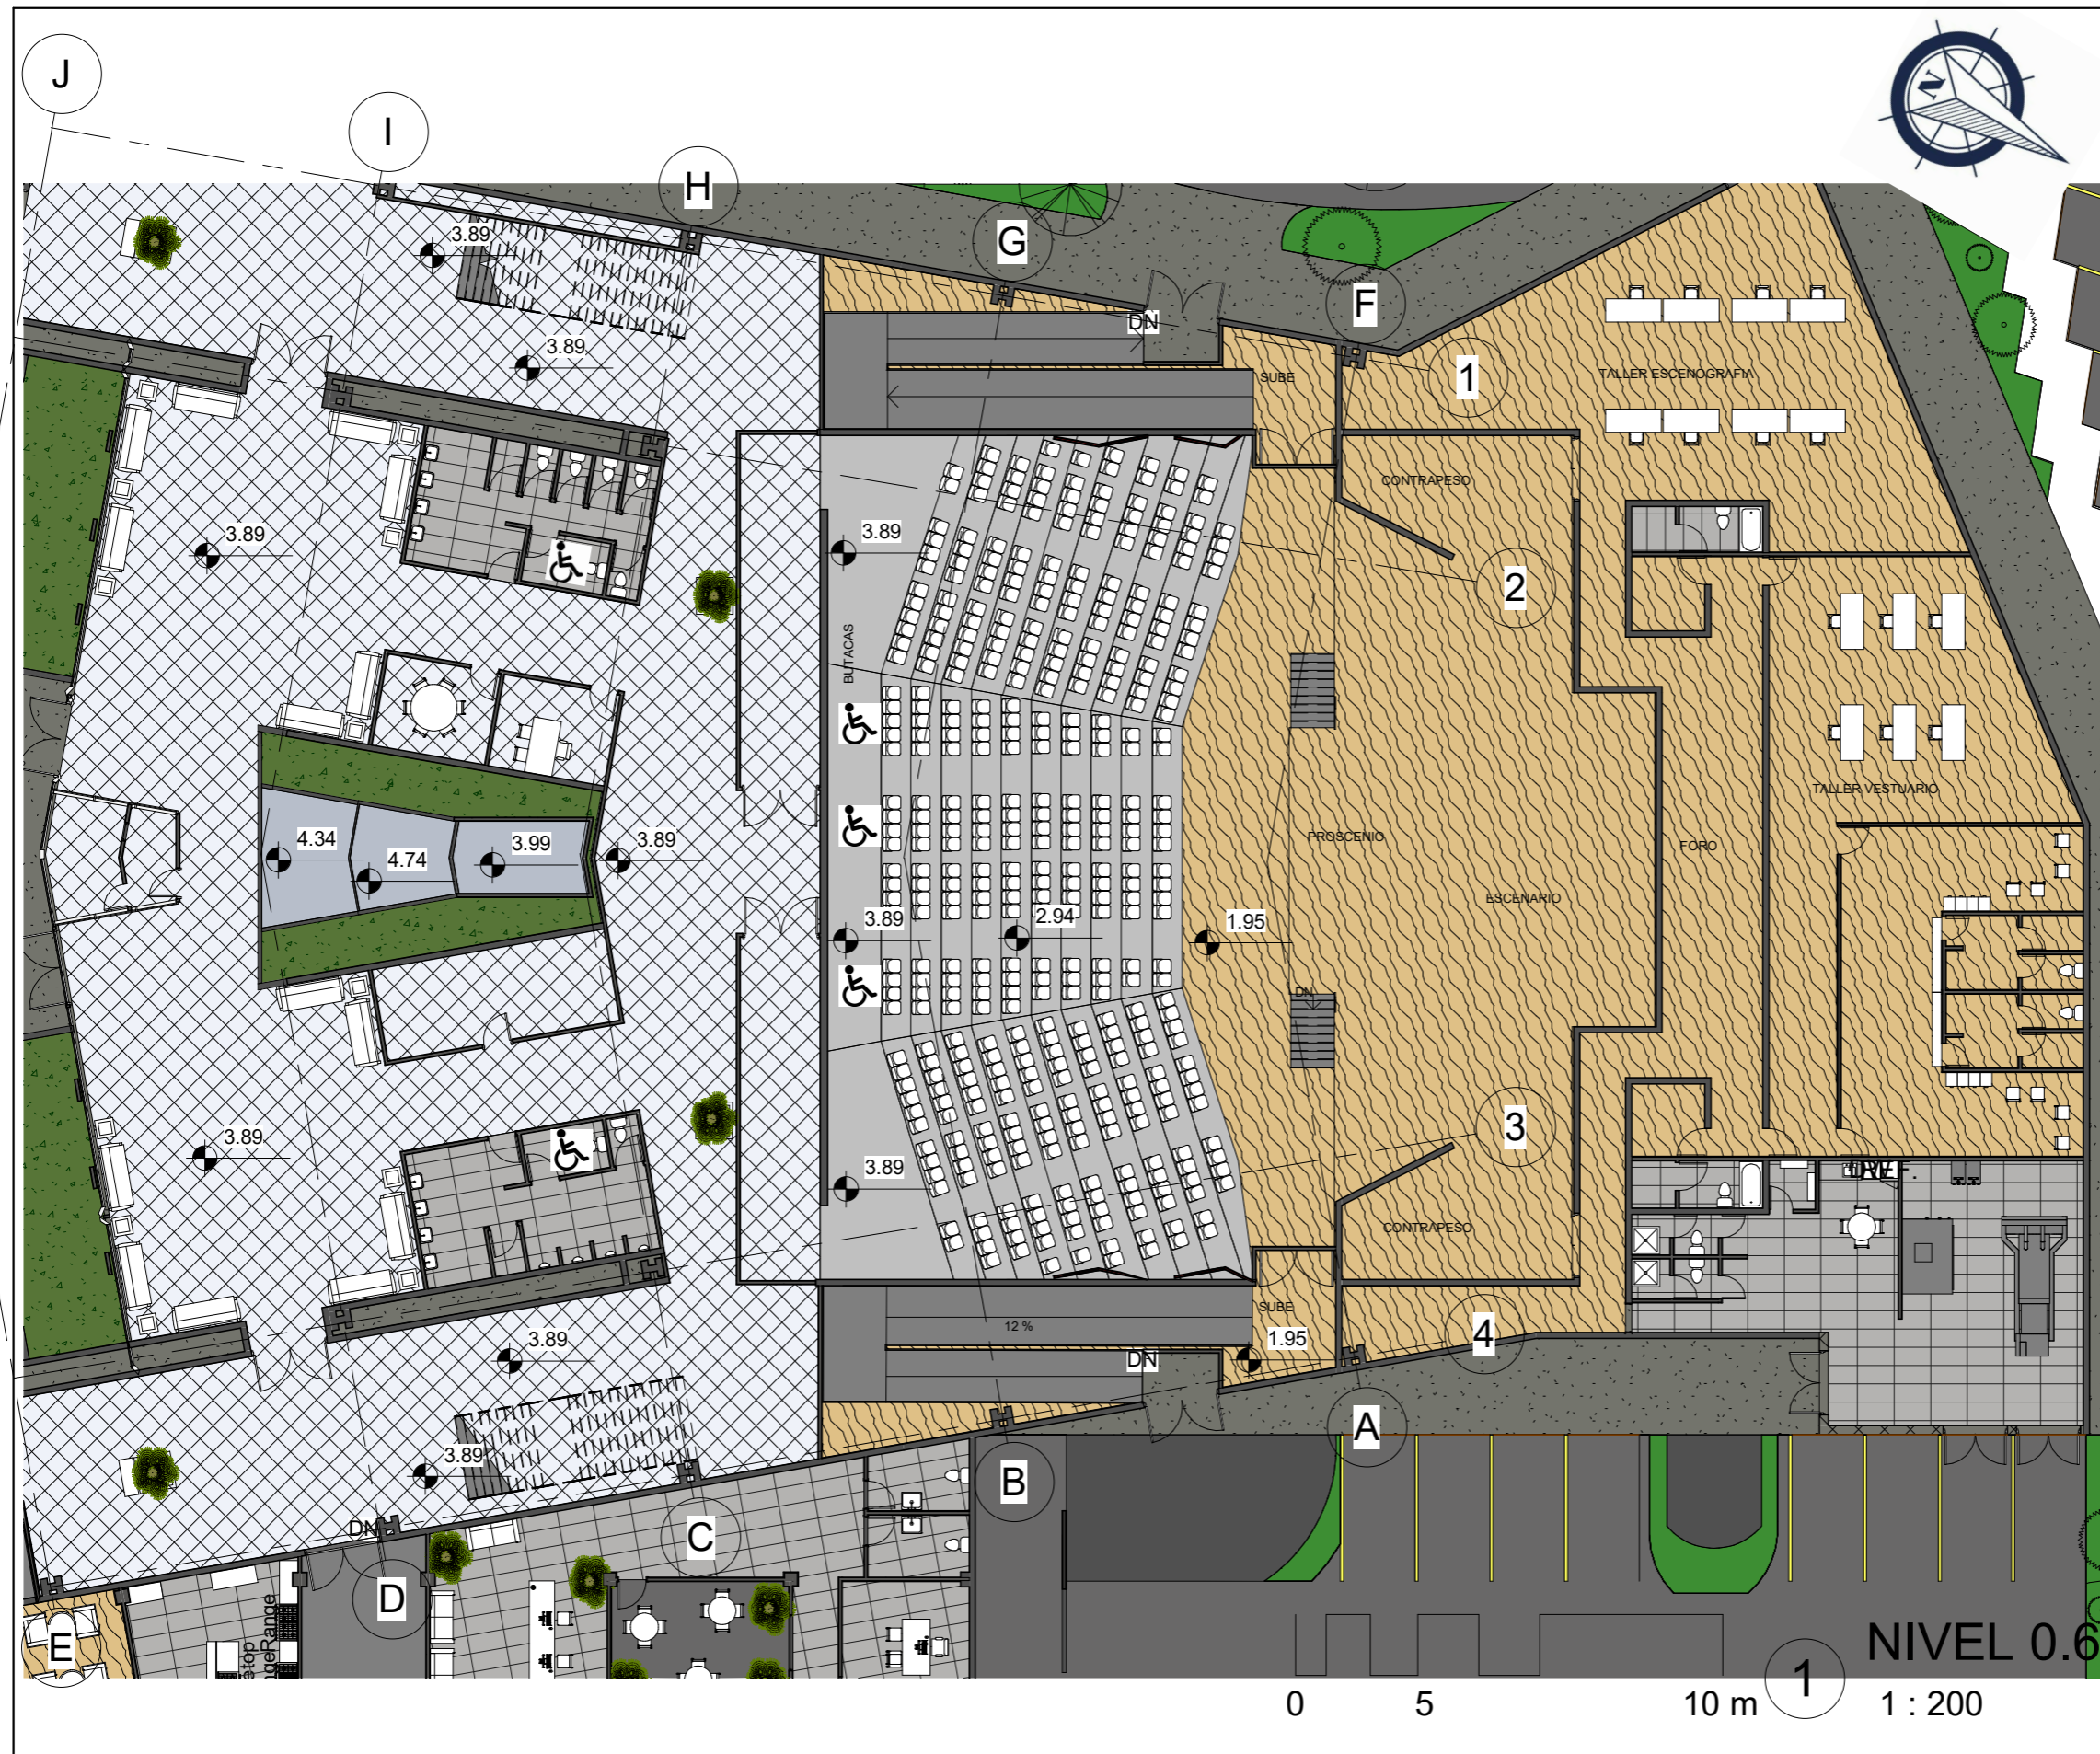 J
I
N
H
3.89
G
F
DN
3.89
1
SUBE
TALLER ESCENOGRAFIA
CONTRAPESO
3.89
3.89
2
BUTACAS
TALLER VESTUARIO
4.34
4.74
3.99
3.89
PROSCENIO
FORO
ESCENARIO
3.89
2.94
1.95
DN
3
3.89
3.89
CONTRAPESO
REF.
SUBE
12 %
1.95
4
3.89
DN
A
3.89
B
DN
C
D
E
etop
ngeRange
NIVEL 0.6
1
0 5 10 m
1 : 200